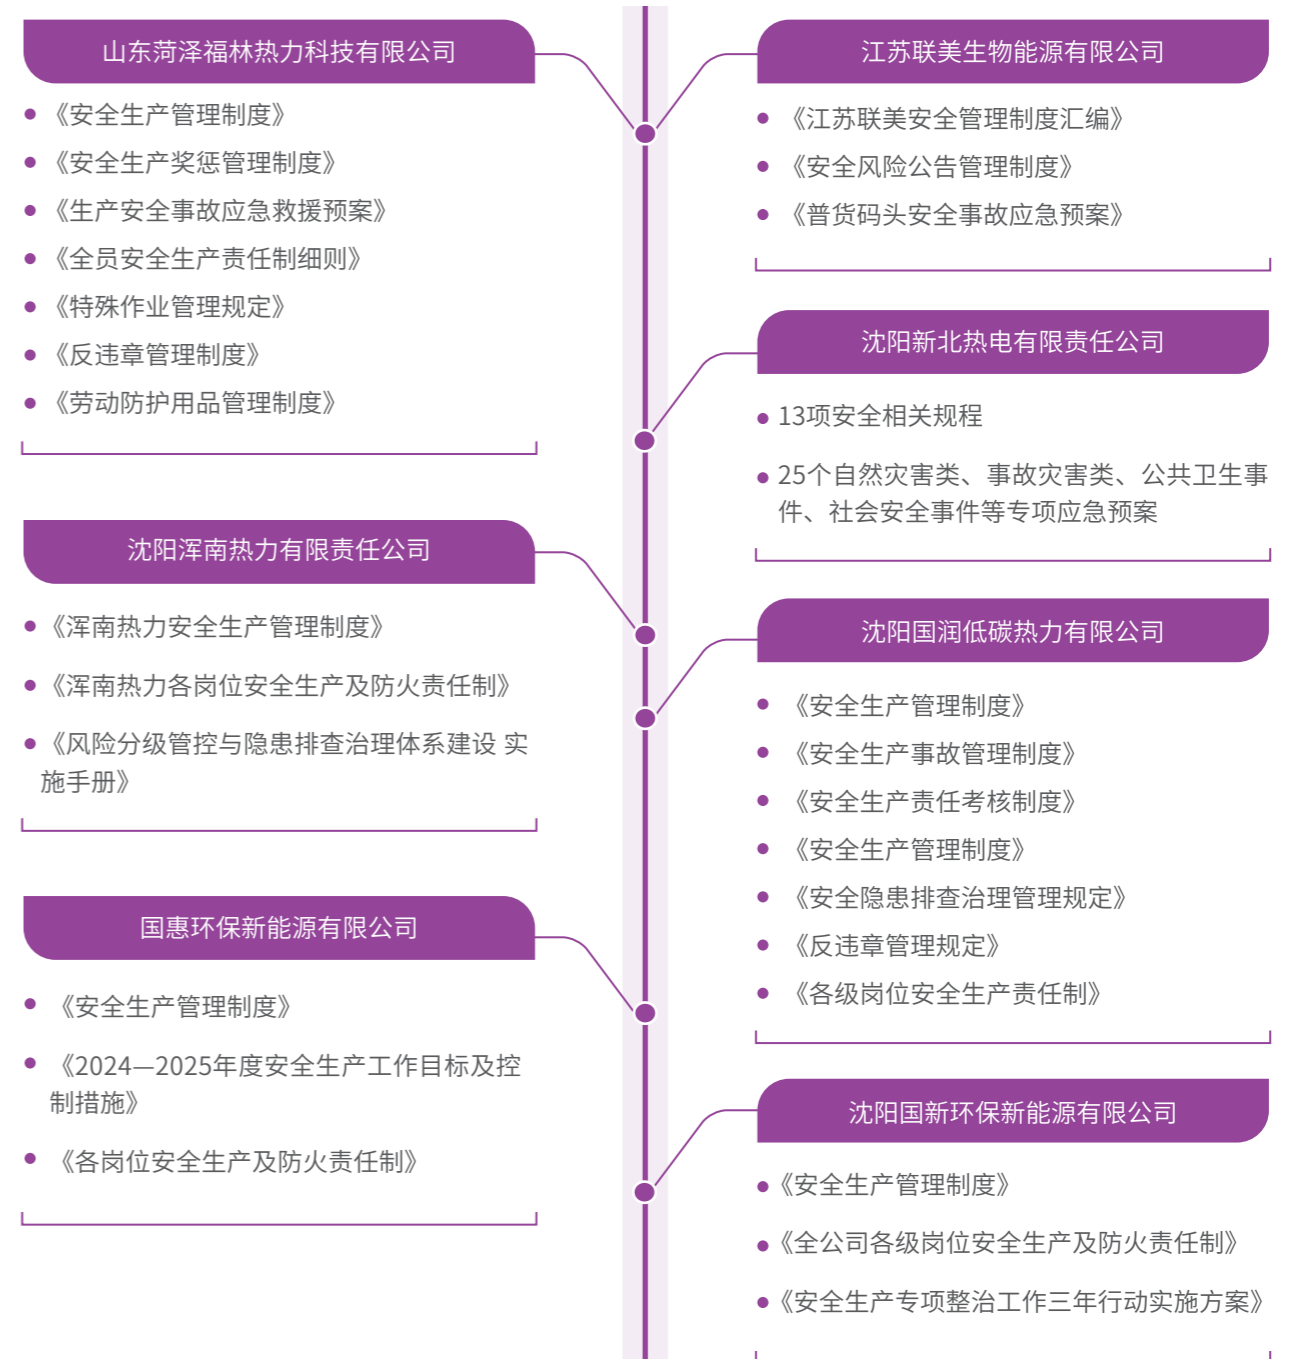 山东菏泽福林热力科技有限公司
《安全生产管理制度》
《安全生产奖惩管理制度》
《生产安全事故应急救援预案》
《全员安全生产责任制细则》
《特殊作业管理规定》
《反违章管理制度》
《劳动防护用品管理制度》
沈阳浑南热力有限责任公司
《浑南热力安全生产管理制度》
《浑南热力各岗位安全生产及防火责任制》
《风险分级管控与隐患排查治理体系建设 实
施手册》
国惠环保新能源有限公司
《安全生产管理制度》
《2024—2025年度安全生产工作目标及控
制措施》
《各岗位安全生产及防火责任制》
江苏联美生物能源有限公司
《江苏联美安全管理制度汇编》
《安全风险公告管理制度》
《普货码头安全事故应急预案》
沈阳新北热电有限责任公司
13项安全相关规程
25个自然灾害类、事故灾害类、公共卫生事
件、社会安全事件等专项应急预案
沈阳国润低碳热力有限公司
《安全生产管理制度》
《安全生产事故管理制度》
《安全生产责任考核制度》
《安全生产管理制度》
《安全隐患排查治理管理规定》
《反违章管理规定》
《各级岗位安全生产责任制》
沈阳国新环保新能源有限公司
《安全生产管理制度》
《全公司各级岗位安全生产及防火责任制》
《安全生产专项整治工作三年行动实施方案》